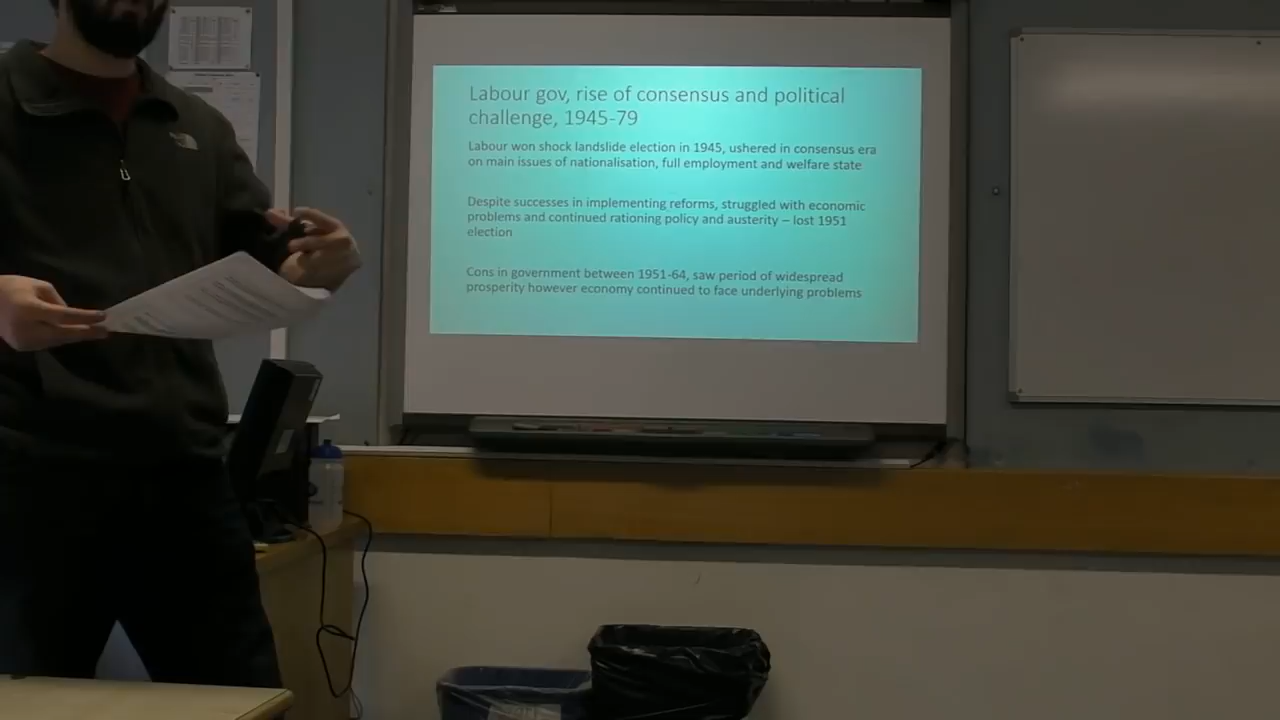 Labour gov, rise of consensus and political
challenge, 1945-79
Labour won shock landslide election in 1945, ushered in consensus era
on main issues of nationalisation, full employment and welfare state
Despite successes in implementing reforms, struggled with economic
problems and continued rationing policy and austerity – lost 1951
election
Cons in government between 1951-64, saw period of widespread
prosperity however economy continued to face underlying problems